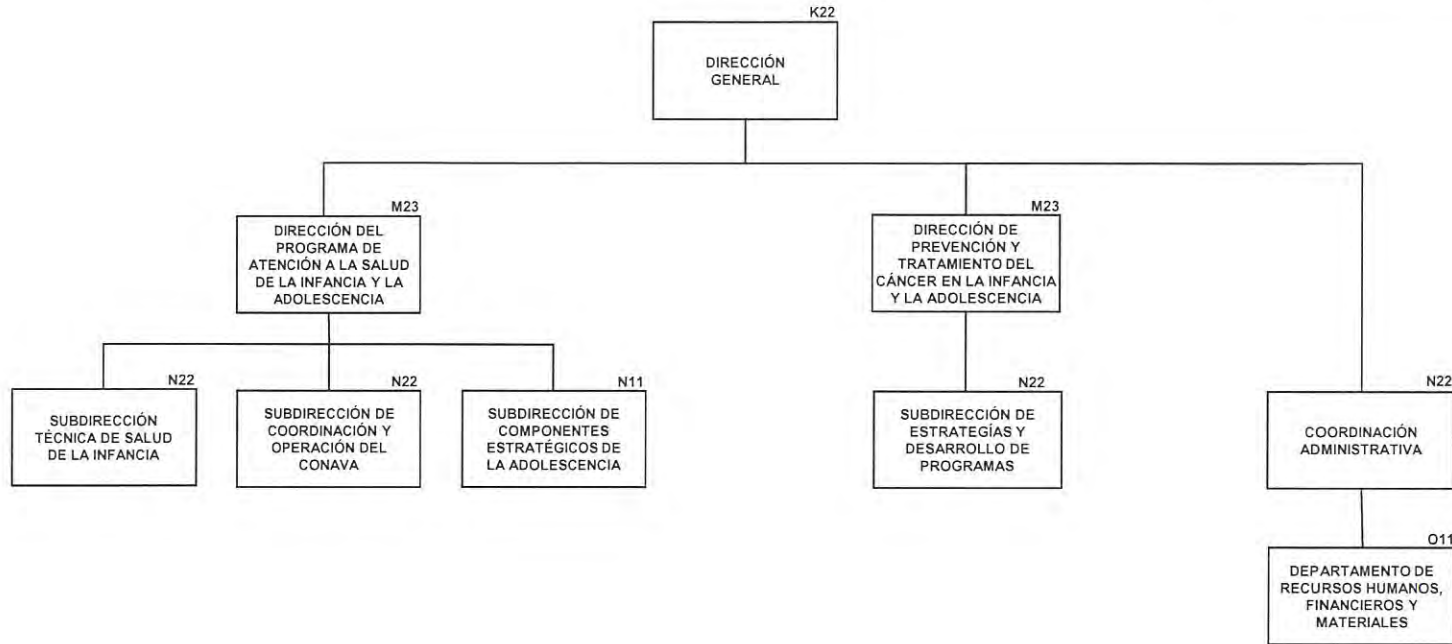 K22
DIRECCIÓN
GENERAL
M23
DIRECCIÓN DEL
PROGRAMA DE
ATENCIÓN A LA SALUD
DE LA INFANCIA Y LA
ADOLESCENCIA
M23
DIRECCIÓN DE
PREVENCIÓN Y
TRATAMIENTO DEL
CÁNCER EN LA INFANCIA
Y LA ADOLESCENCIA
N22
SUBDIRECCIÓN
TÉCNICA DE SALUD
DE LA INFANCIA
N22
SUBDIRECCIÓN DE
COORDINACIÓN Y
OPERACIÓN DEL
CONAVA
N11
SUBDIRECCIÓN DE
COMPONENTES
ESTRATÉGICOS DE
LA ADOLESCENCIA
N22
SUBDIRECCIÓN DE
ESTRATEGÍAS Y
DESARROLLO DE
PROGRAMAS
N22
COORDINACIÓN
ADMINISTRATIVA
O11
DEPARTAMENTO DE
RECURSOS HUMANOS,
FINANCIEROS Y
MATERIALES